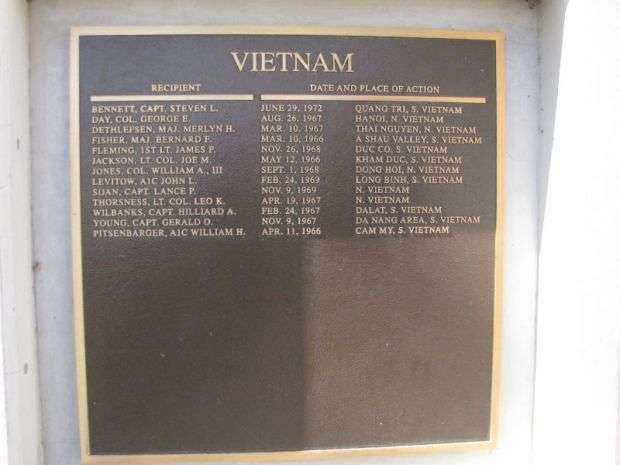 VIETNAM
RECIPIENT DATE AND PLACE OF ACTION
BENNETT, CAPT. STEVEN L. JUNE 29, 1972 QUANG TRI, S. VIETNAM
DAY, COL. GEORGE E. AUG. 26, 1967 HANOI, N. VIETNAM
DETHLEFSEN, MAJ. MERLYN H. MAR. 10, 1967 THAI NGUYEN, N. VIETNAM
FISHER, MAJ. BERNARD F. MAR. 10, 1966 A SHAU VALLEY, S. VIETNAM
FLEMING, 1ST LT. JAMES P. NOV. 26, 1968 DUC CO, S. VIETNAM
JACKSON, LT. COL. JOE M. MAY 12, 1966 KHAM DUC, S. VIETNAM
JONES, COL. WILLIAM A., III SEPT. 1, 1968 DONG HOI, N. VIETNAM
LEVITOW, A1C JOHN L. FEB. 24, 1969 LONG BINH, S. VIETNAM
SIJAN, CAPT. LANCE P. NOV. 9, 1969 N. VIETNAM
THORSNESS, LT. COL. LEO K. APR. 19, 1967 N. VIETNAM
WILBANKS, CAPT. HILLIARD A. FEB. 24, 1967 DALAT, S. VIETNAM
YOUNG, CAPT. GERALD O. NOV. 9, 1967 DA NANG AREA, S. VIETNAM
PITSENBARGER, A1C WILLIAM H. APR. 11, 1966 CAM MY, S. VIETNAM